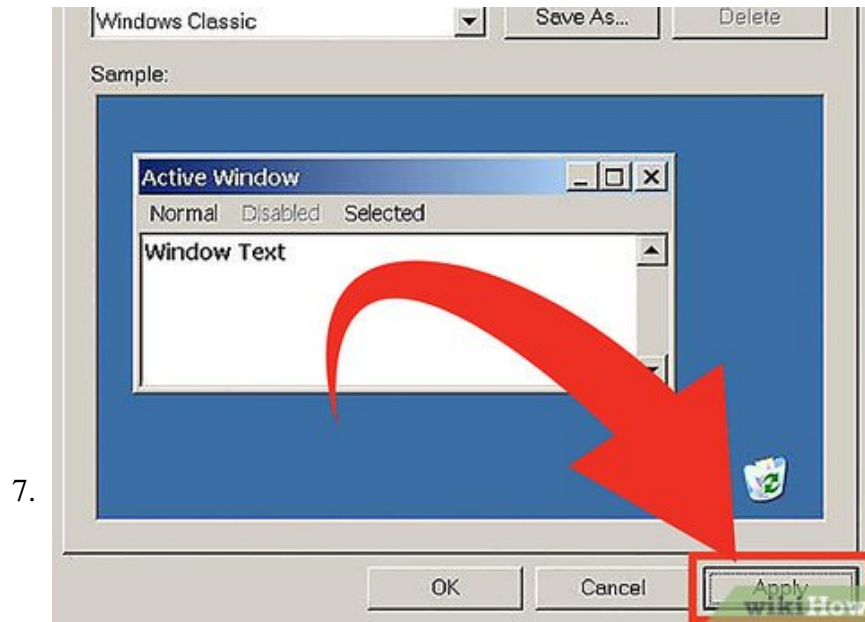 Windows Classic
Save As...
Delete
Sample:
Active Window
Normal Disabled Selected
Window Text
7.
OK
Cancel
Apply
wikiHow